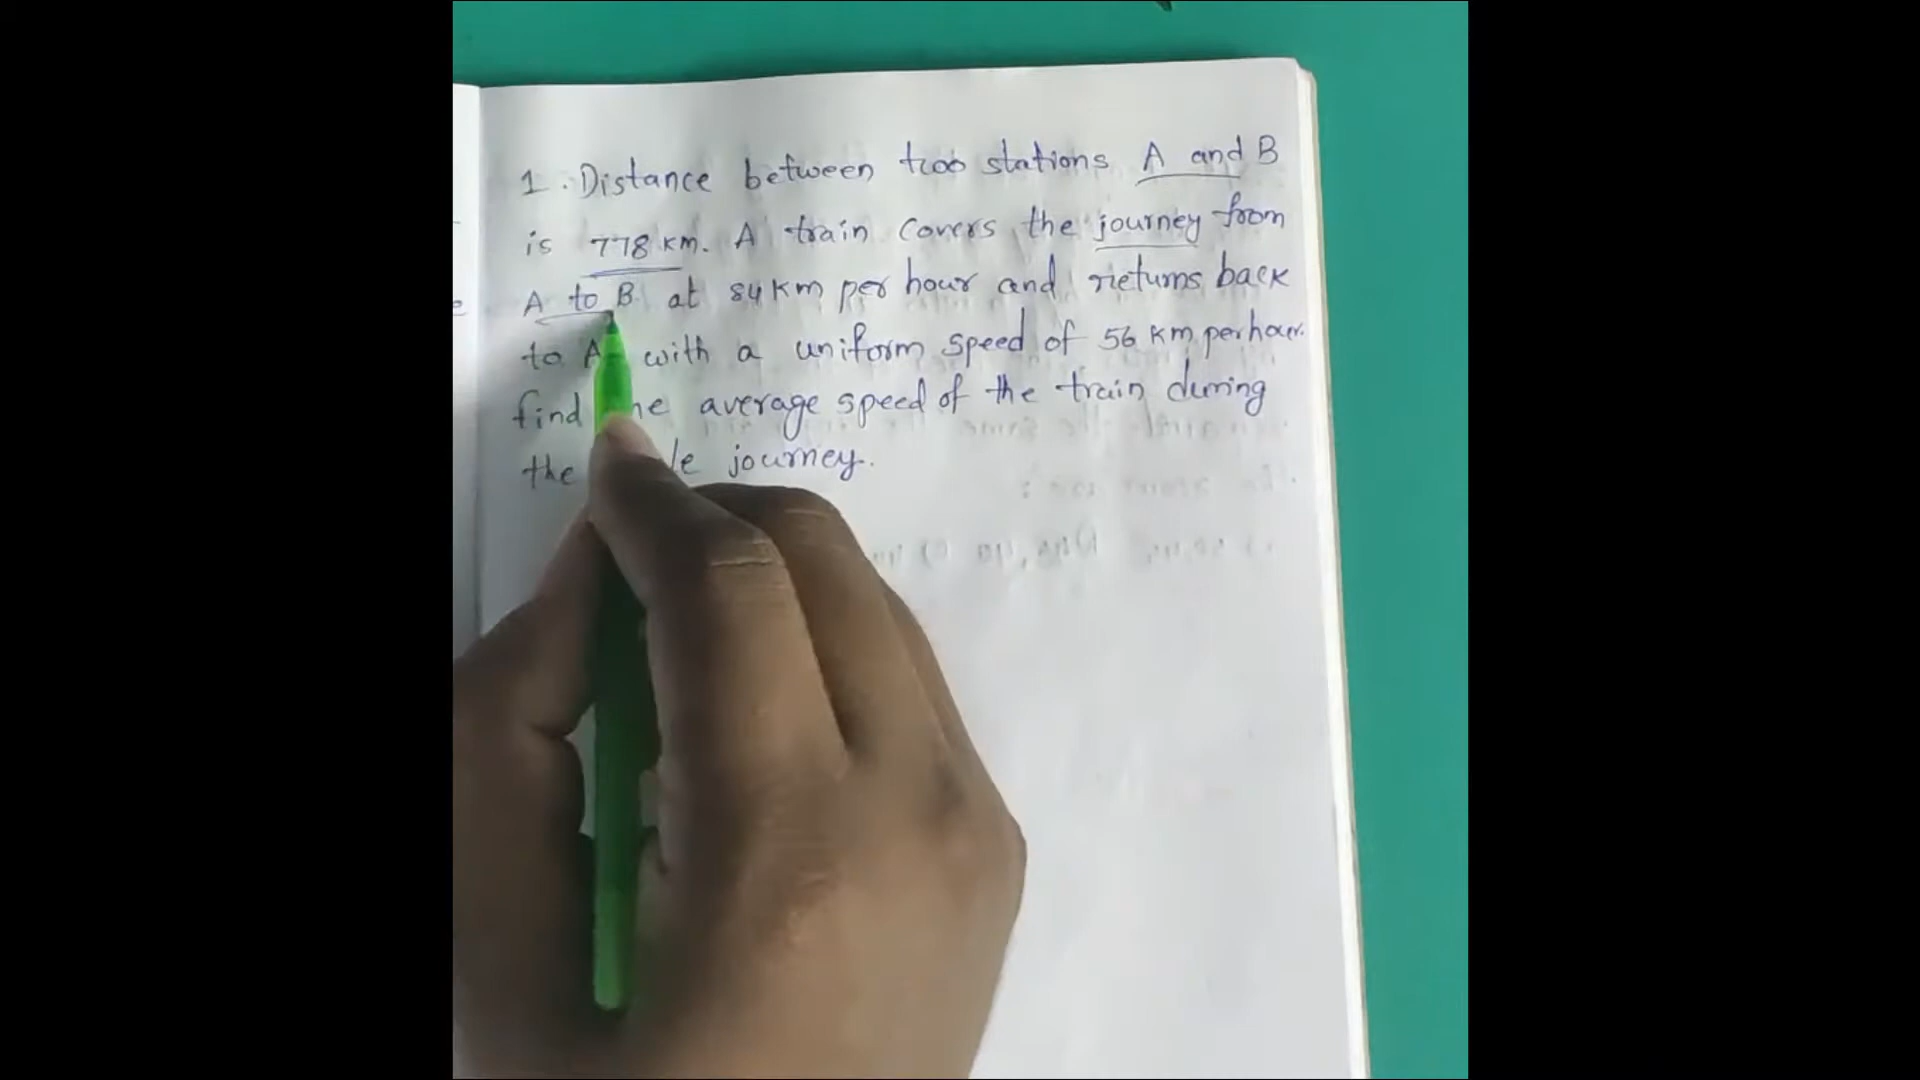 1. Distance between two stations A and B
is 778 km. A train covers the journey from
A to B at 84 km per hour and returns back
to A with a uniform speed of 56 km per hour.
find average speed of the train during
the journey.